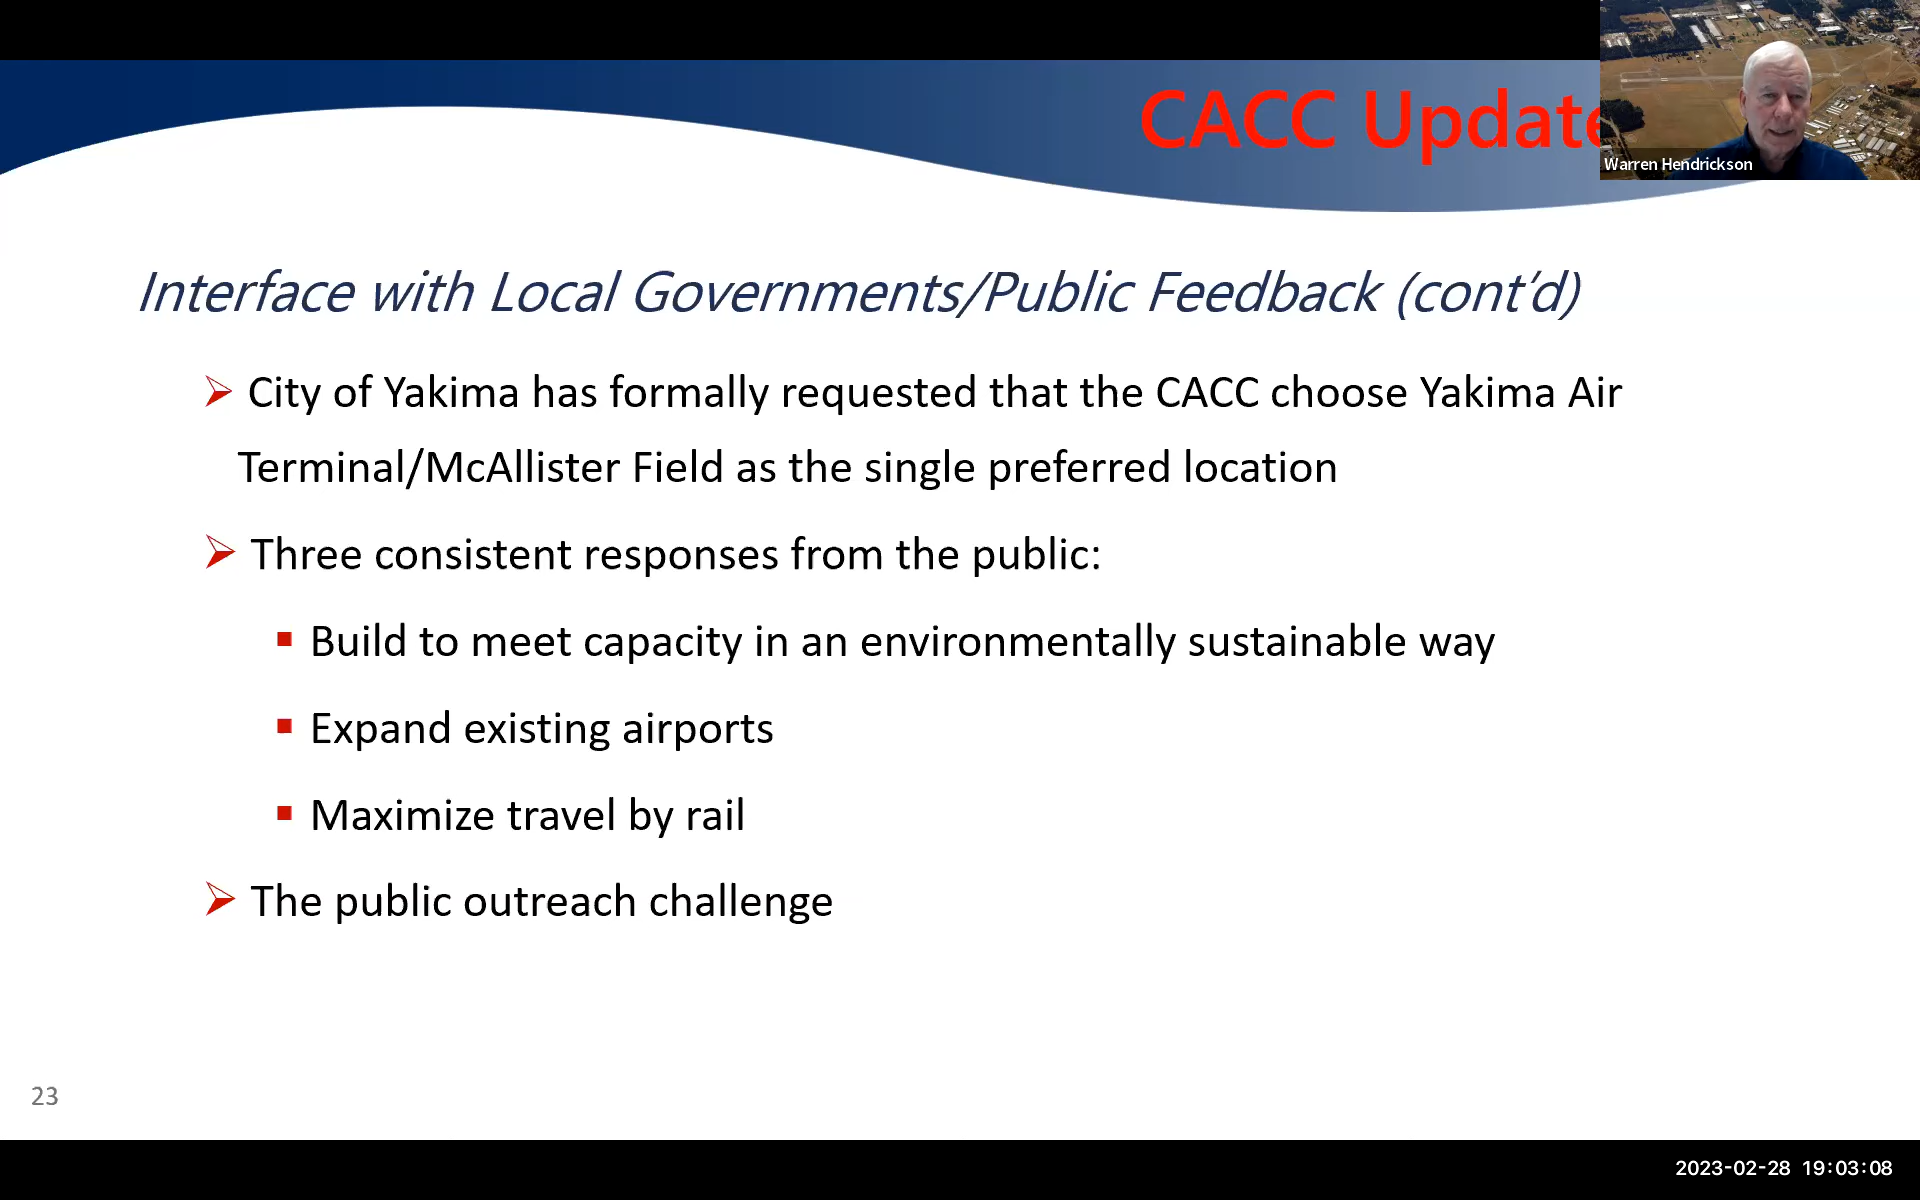 CACC Update
Warren Hendrickson
Interface with Local Governments/Public Feedback (cont'd)
City of Yakima has formally requested that the CACC choose Yakima Air
Terminal/McAllister Field as the single preferred location
Three consistent responses from the public:
Build to meet capacity in an environmentally sustainable way
Expand existing airports
Maximize travel by rail
The public outreach challenge
23
2023-02-28 19:03:08